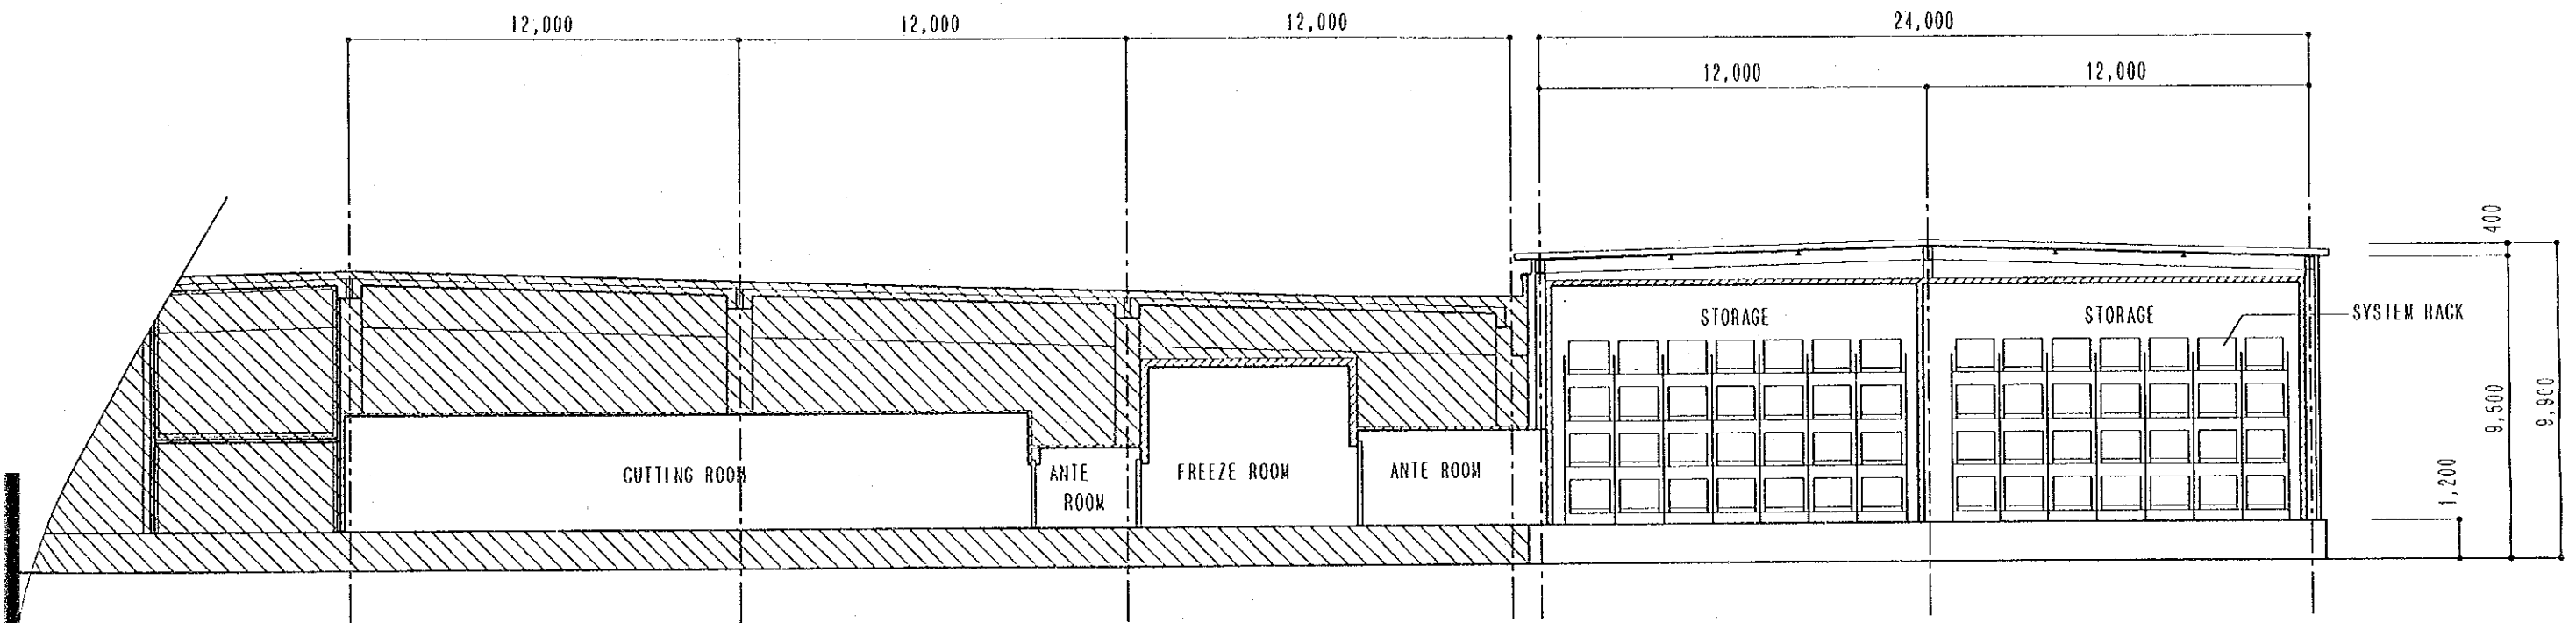 12,000
12,000
12,000
24,000
12,000
12,000
400
STORAGE
STORAGE
SYSTEM RACK
9,500
9,900
CUTTING ROOM
ANTE
ROOM
FREEZE ROOM
ANTE ROOM
1,200